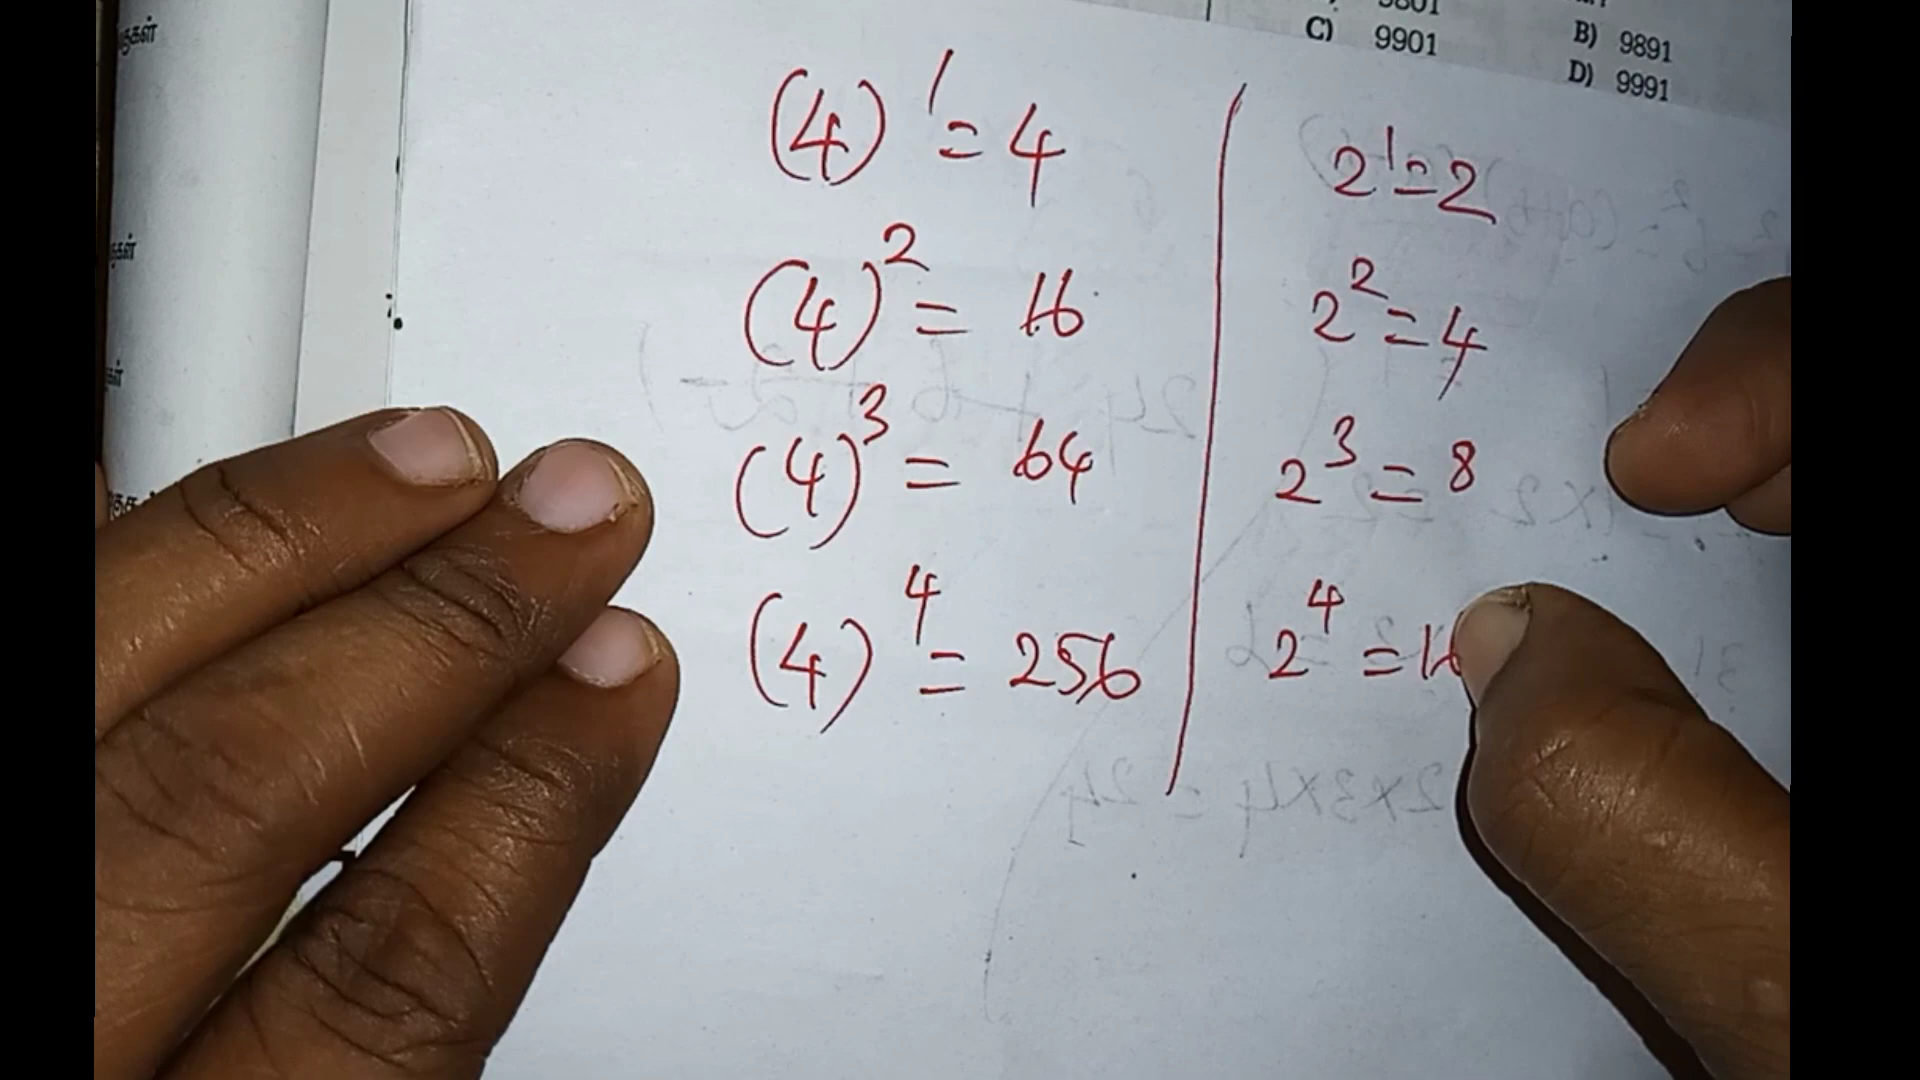 C) 9901
B) 9891
D) 9991
(4)¹ = 4
(4)² = 16
(4)³ = 64
(4)⁴ = 256
2¹ = 2
2² = 4
2³ = 8
2⁴ = 16